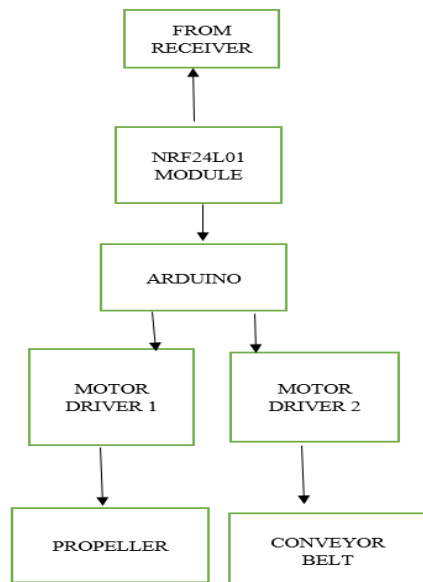 FROM
RECEIVER
NRF24L01
MODULE
ARDUINO
MOTOR
DRIVER 1
MOTOR
DRIVER 2
PROPELLER
CONVEYOR
BELT